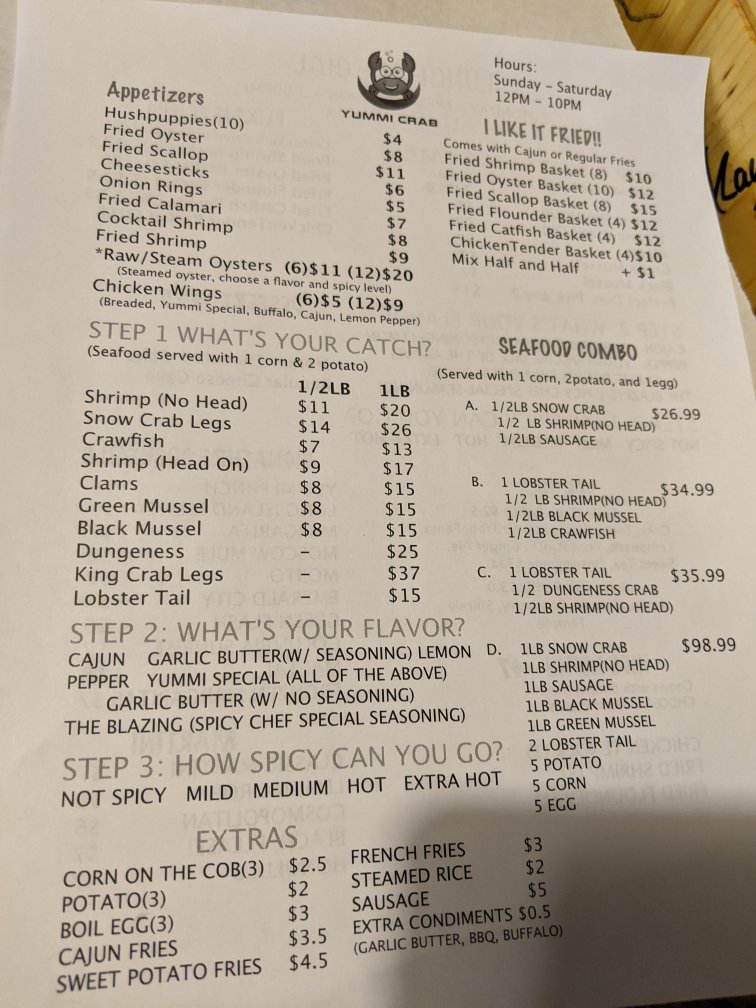 YUMMI CRAB
Hours:
Sunday - Saturday
12PM - 10PM
Appetizers
Hushpuppies(10) $4
Fried Oyster $8
Fried Scallop $11
Cheesesticks $6
Onion Rings $5
Fried Calamari $7
Cocktail Shrimp $8
Fried Shrimp $9
*Raw/Steam Oysters (6)$11 (12)$20
(Steamed oyster, choose a flavor and spicy level)
Chicken Wings (6)$5 (12)$9
(Breaded, Yummi Special, Buffalo, Cajun, Lemon Pepper)
I LIKE IT FRIED!!
Comes with Cajun or Regular Fries
Fried Shrimp Basket (8) $10
Fried Oyster Basket (10) $12
Fried Scallop Basket (8) $15
Fried Flounder Basket (4) $12
Fried Catfish Basket (4) $12
ChickenTender Basket (4)$10
Mix Half and Half + $1
STEP 1 WHAT'S YOUR CATCH?
(Seafood served with 1 corn & 2 potato)
1/2LB 1LB
Shrimp (No Head) $11 $20
Snow Crab Legs $14 $26
Crawfish $7 $13
Shrimp (Head On) $9 $17
Clams $8 $15
Green Mussel $8 $15
Black Mussel $8 $15
Dungeness - $25
King Crab Legs - $37
Lobster Tail - $15
SEAFOOD COMBO
(Served with 1 corn, 2potato, and 1egg)
A. 1/2LB SNOW CRAB $26.99
1/2 LB SHRIMP(NO HEAD)
1/2LB SAUSAGE
B. 1 LOBSTER TAIL $34.99
1/2 LB SHRIMP(NO HEAD)
1/2LB BLACK MUSSEL
1/2LB CRAWFISH
C. 1 LOBSTER TAIL $35.99
1/2 DUNGENESS CRAB
1/2LB SHRIMP(NO HEAD)
D. 1LB SNOW CRAB $98.99
1LB SHRIMP(NO HEAD)
1LB SAUSAGE
1LB BLACK MUSSEL
1LB GREEN MUSSEL
2 LOBSTER TAIL
5 POTATO
5 CORN
5 EGG
STEP 2: WHAT'S YOUR FLAVOR?
CAJUN GARLIC BUTTER(W/ SEASONING) LEMON
PEPPER YUMMI SPECIAL (ALL OF THE ABOVE)
GARLIC BUTTER (W/ NO SEASONING)
THE BLAZING (SPICY CHEF SPECIAL SEASONING)
STEP 3: HOW SPICY CAN YOU GO?
NOT SPICY MILD MEDIUM HOT EXTRA HOT
EXTRAS
CORN ON THE COB(3) $2.5
POTATO(3) $2
BOIL EGG(3) $3
CAJUN FRIES $3.5
SWEET POTATO FRIES $4.5
FRENCH FRIES $3
STEAMED RICE $2
SAUSAGE $5
EXTRA CONDIMENTS $0.5
(GARLIC BUTTER, BBQ, BUFFALO)